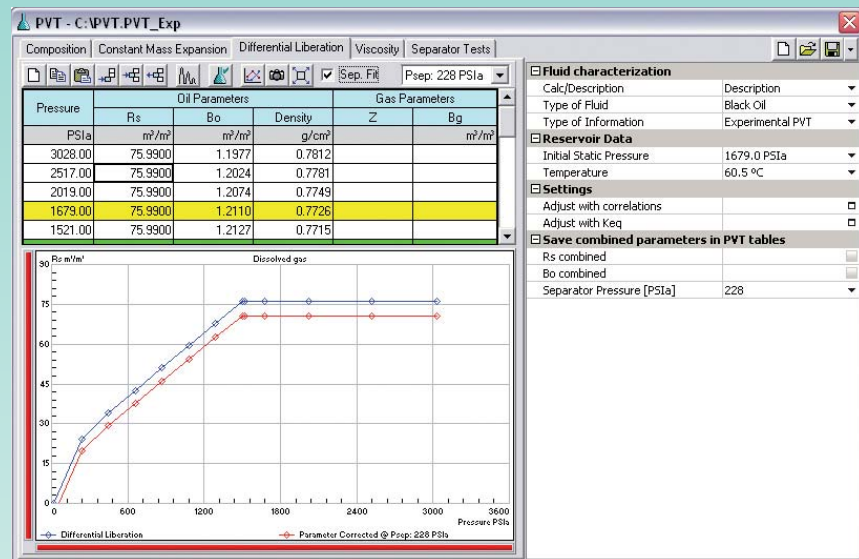 PVT - C:\PVT.PVT_Exp
Composition Constant Mass Expansion Differential Liberation Viscosity Separator Tests
Sep. Fit Psep: 228 PSIa
Pressure Oil Parameters Gas Parameters
Rs Bo Density Z Bg
PSIa m³/m³ m³/m³ g/cm³ m³/m³
3028.00 75.9900 1.1977 0.7812
2517.00 75.9900 1.2024 0.7781
2019.00 75.9900 1.2074 0.7749
1679.00 75.9900 1.2110 0.7726
1521.00 75.9900 1.2127 0.7715
Rs m³/m³ Dissolved gas
90
75
60
45
30
15
0
0 600 1200 1800 2400 3000 3600
Pressure PSIa
Differential Liberation Parameter Corrected @ Psep: 228 PSIa
Fluid characterization
Calc/Description Description
Type of Fluid Black Oil
Type of Information Experimental PVT
Reservoir Data
Initial Static Pressure 1679.0 PSIa
Temperature 60.5 ºC
Settings
Adjust with correlations
Adjust with Keq
Save combined parameters in PVT tables
Rs combined
Bo combined
Separator Pressure [PSIa] 228